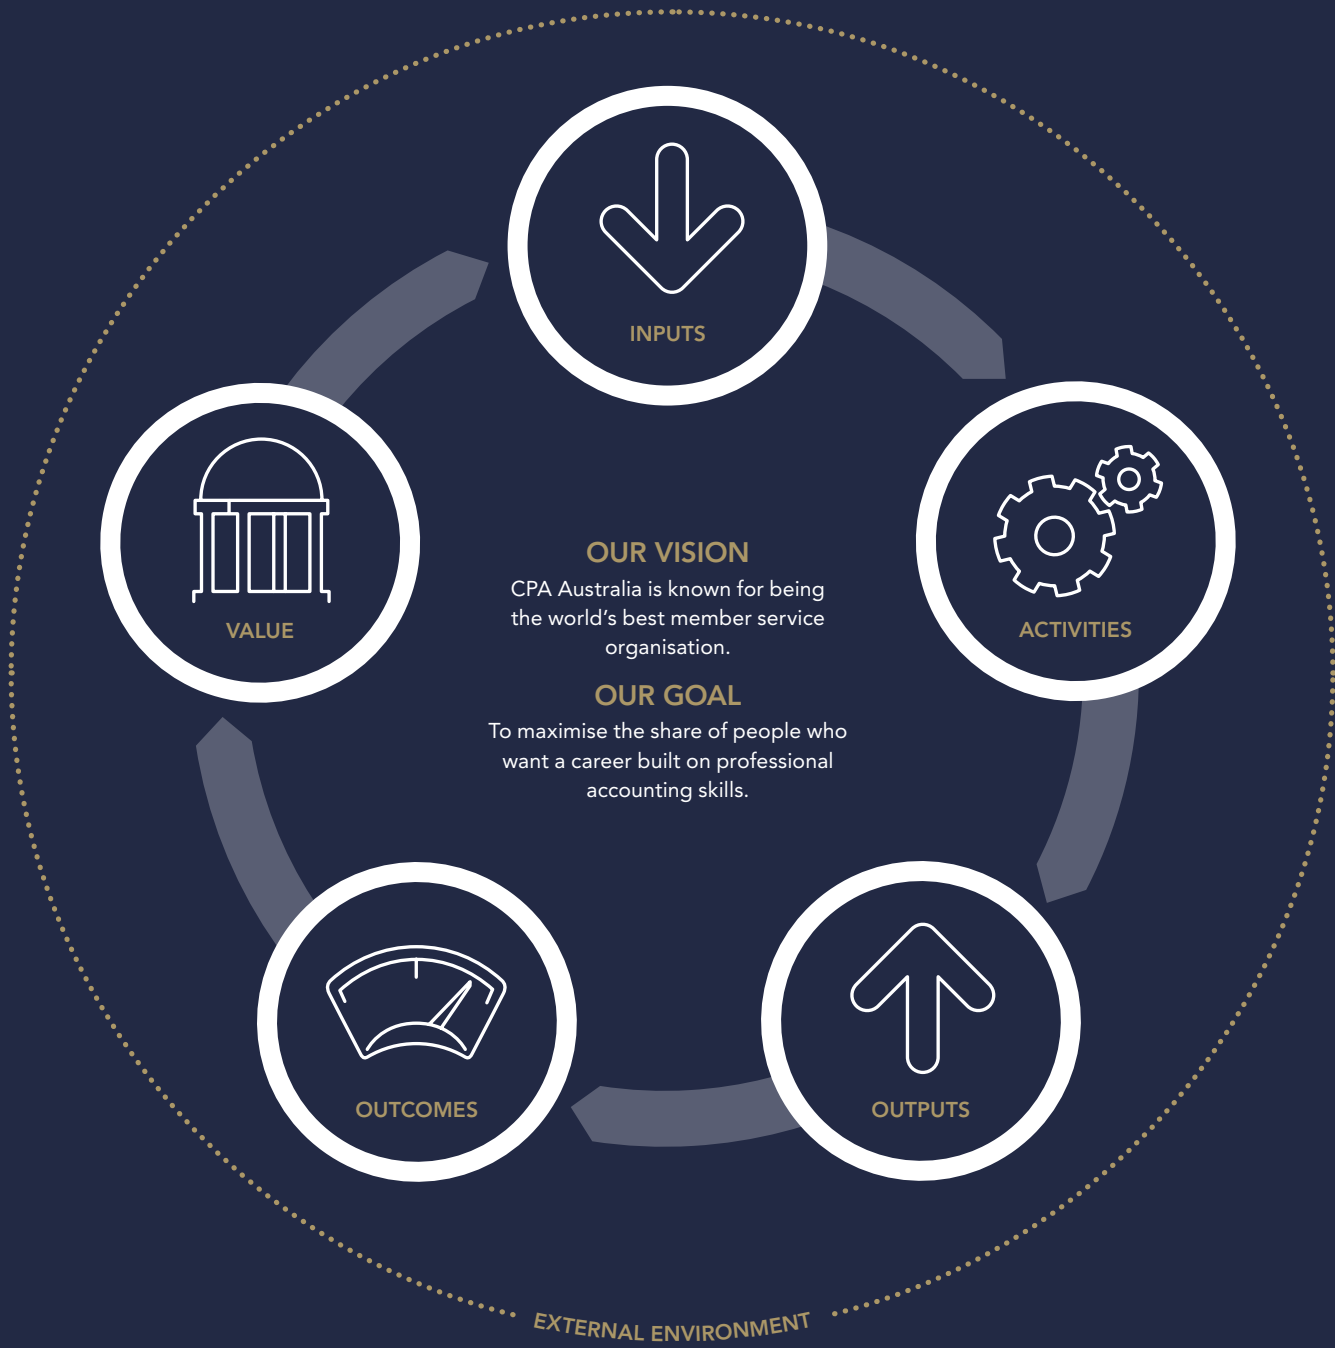 INPUTS
VALUE
ACTIVITIES
OUR VISION
CPA Australia is known for being
the world’s best member service
organisation.
OUR GOAL
To maximise the share of people who
want a career built on professional
accounting skills.
OUTCOMES
OUTPUTS
EXTERNAL ENVIRONMENT